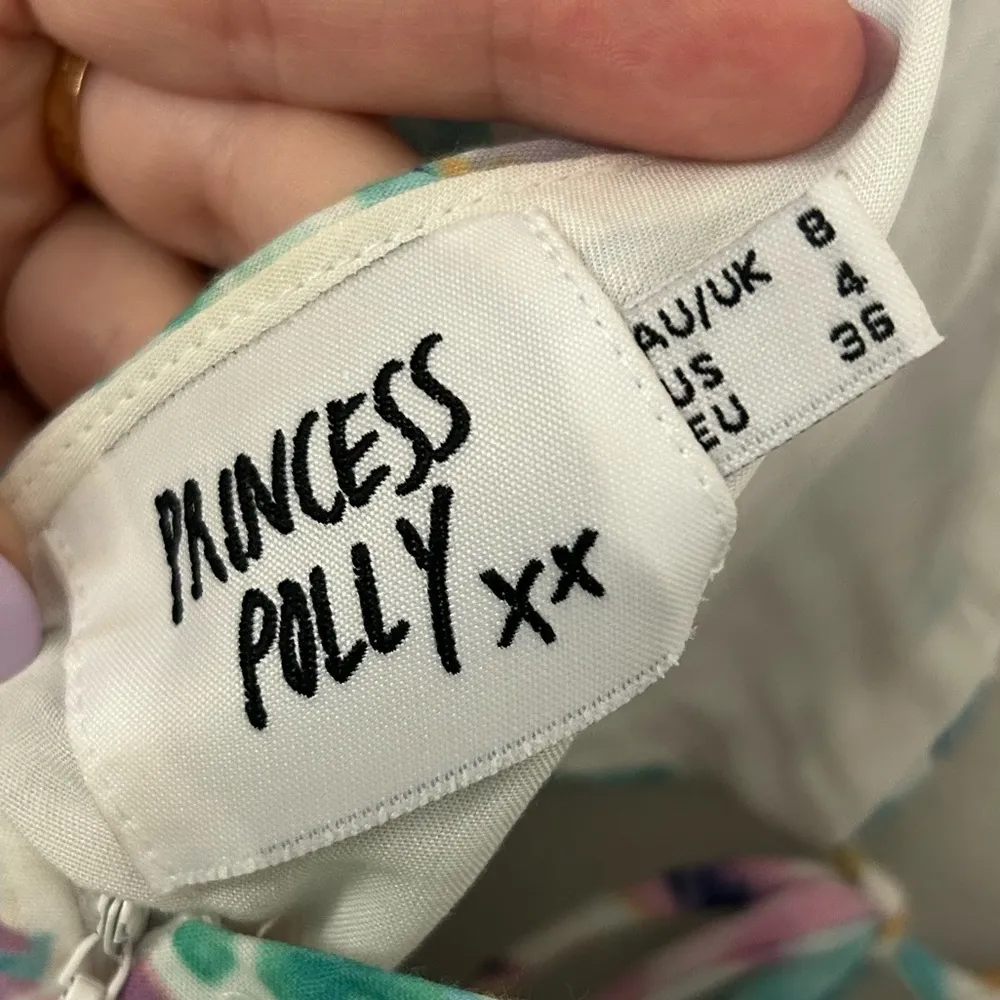 PRINCESS
POLLY xx
AU/UK 8
US 4
EU 36